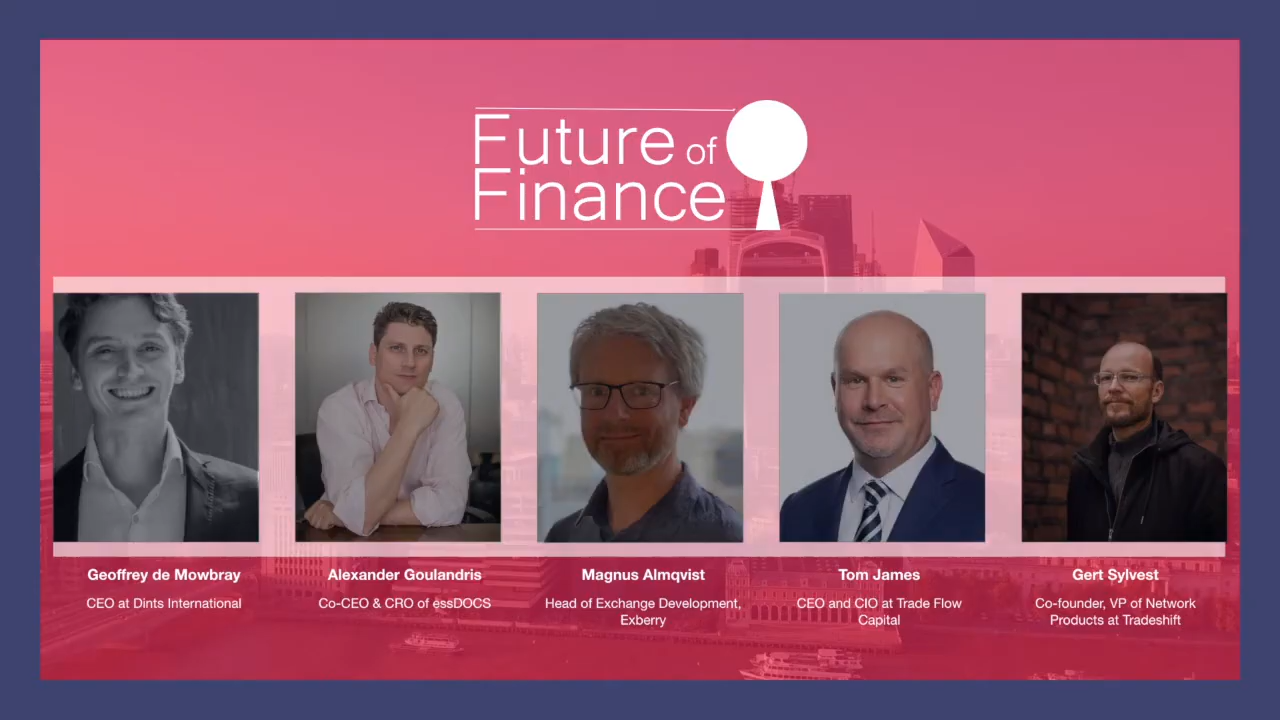 Future of
Finance
Geoffrey de Mowbray
CEO at Dints International
Alexander Goulandris
Co-CEO & CRO of essDOCS
Magnus Almqvist
Head of Exchange Development,
Exberry
Tom James
CEO and CIO at Trade Flow
Capital
Gert Sylvest
Co-founder, VP of Network
Products at Tradeshift